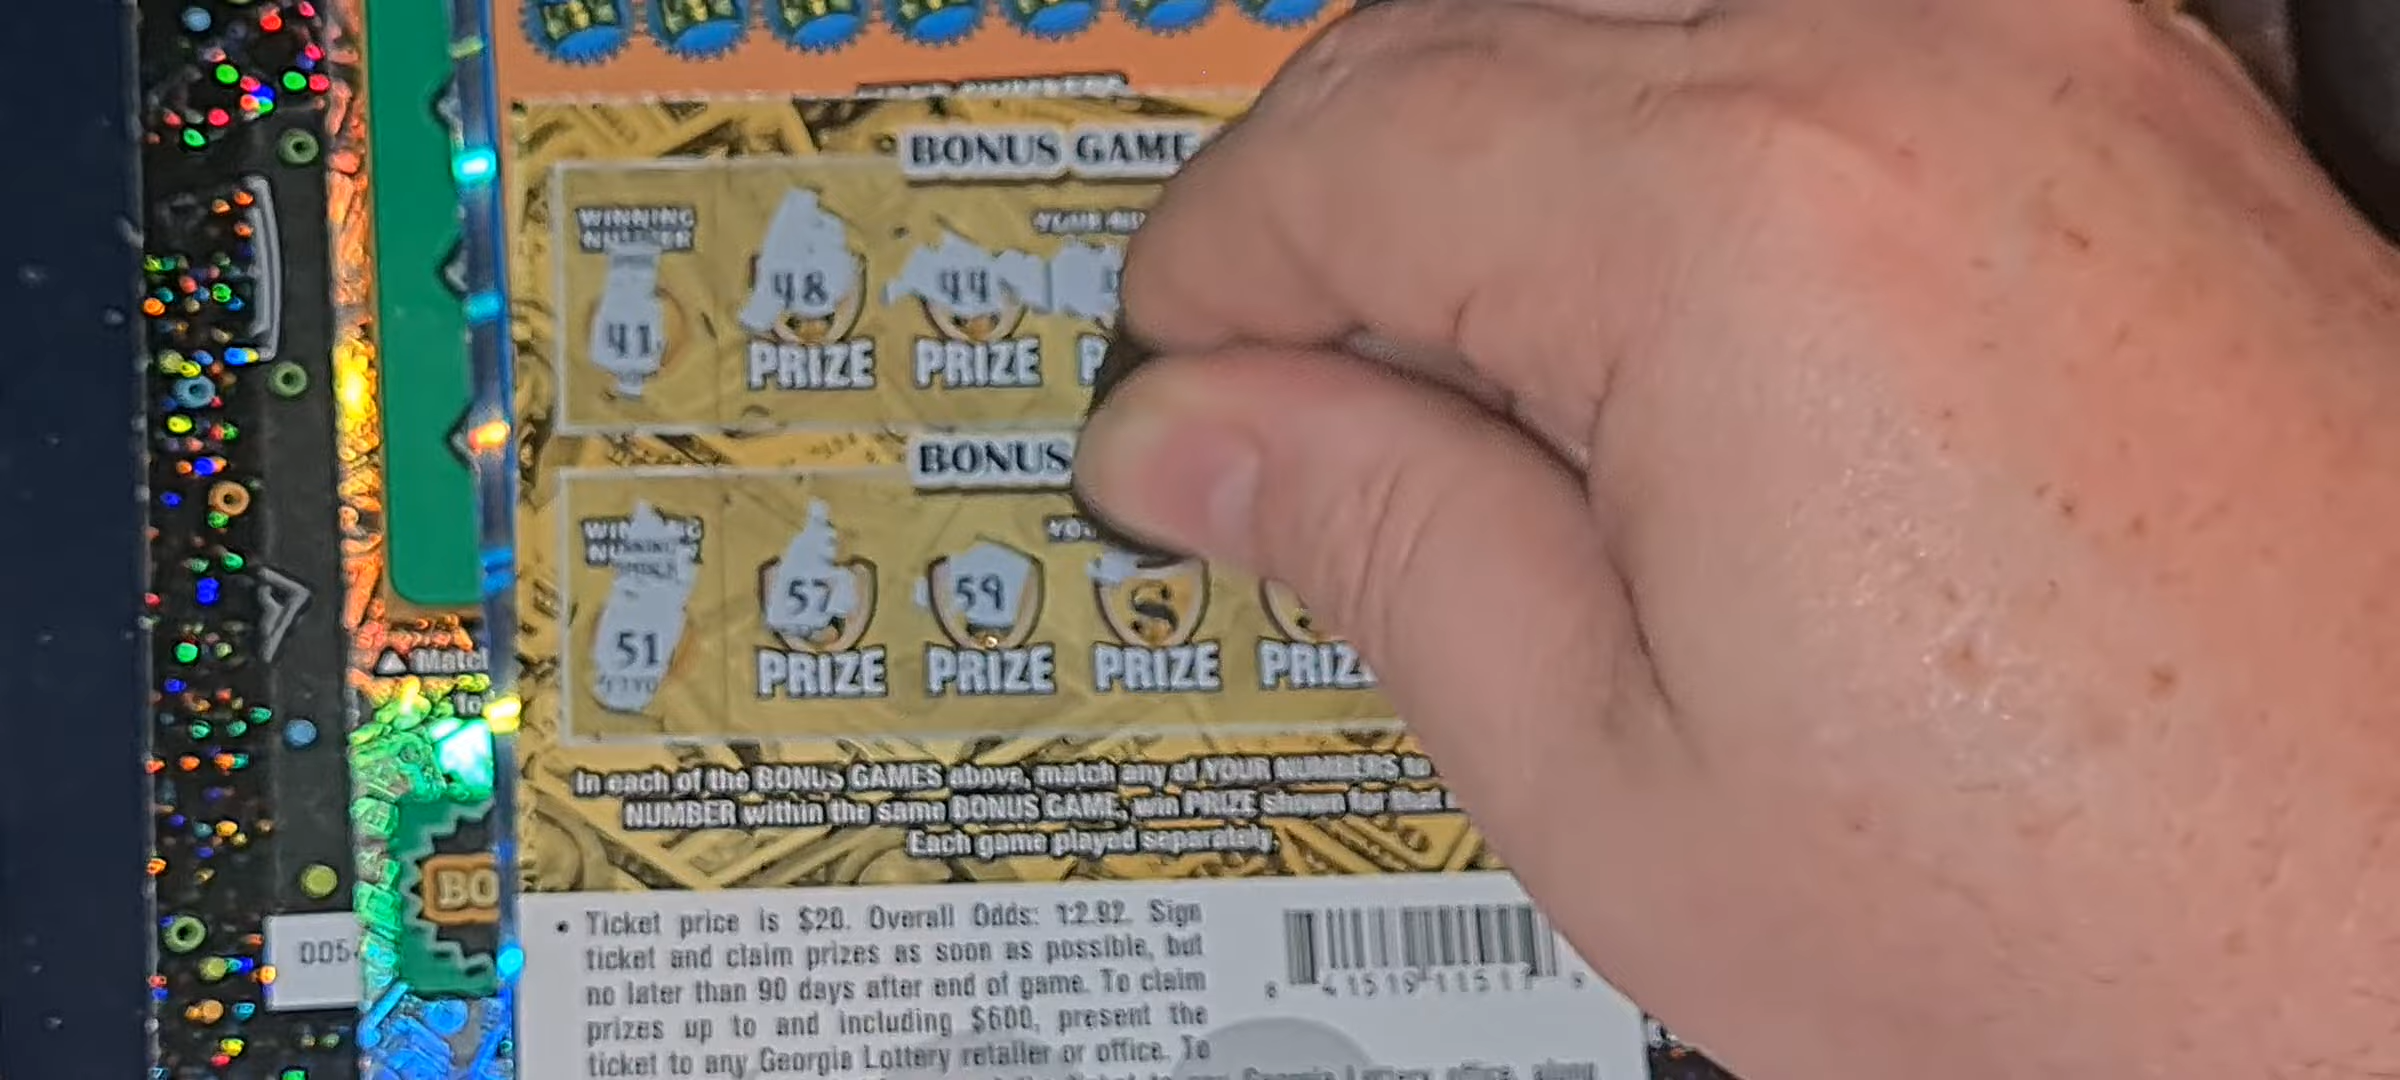 BONUS GAME
WINNING
NUMBER
48
44
41
PRIZE PRIZE
BONUS
57
59
51
PRIZE PRIZE PRIZE
In each of the BONUS GAMES above, match any of YOUR NUMBERS to
NUMBER within the same BONUS GAME, win PRIZE shown for that
Each game played separately.
Match
to
BO
005
• Ticket price is $20. Overall Odds: 1:2.92. Sign
ticket and claim prizes as soon as possible, but
no later than 90 days after end of game. To claim
prizes up to and including $600, present the
ticket to any Georgia Lottery retailer or office. To